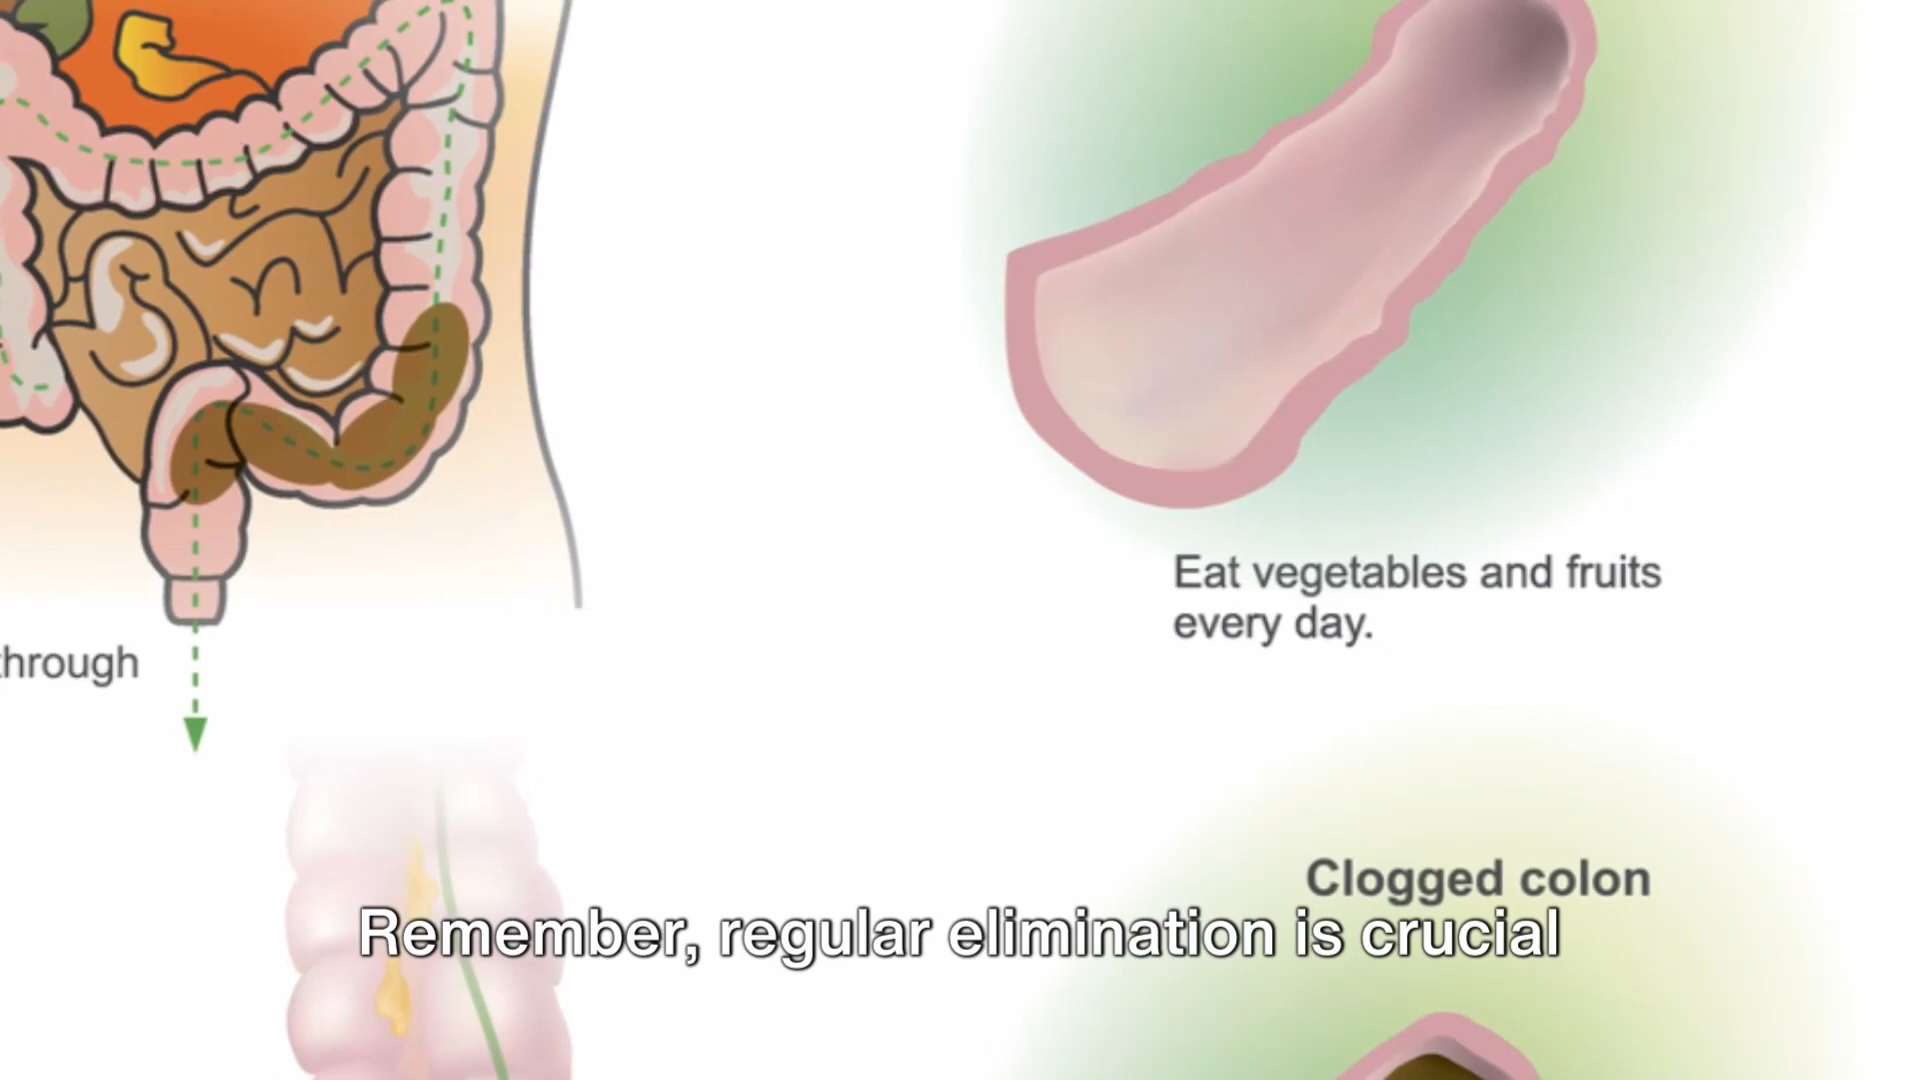 Eat vegetables and fruits
every day.
through
Clogged colon
Remember, regular elimination is crucial